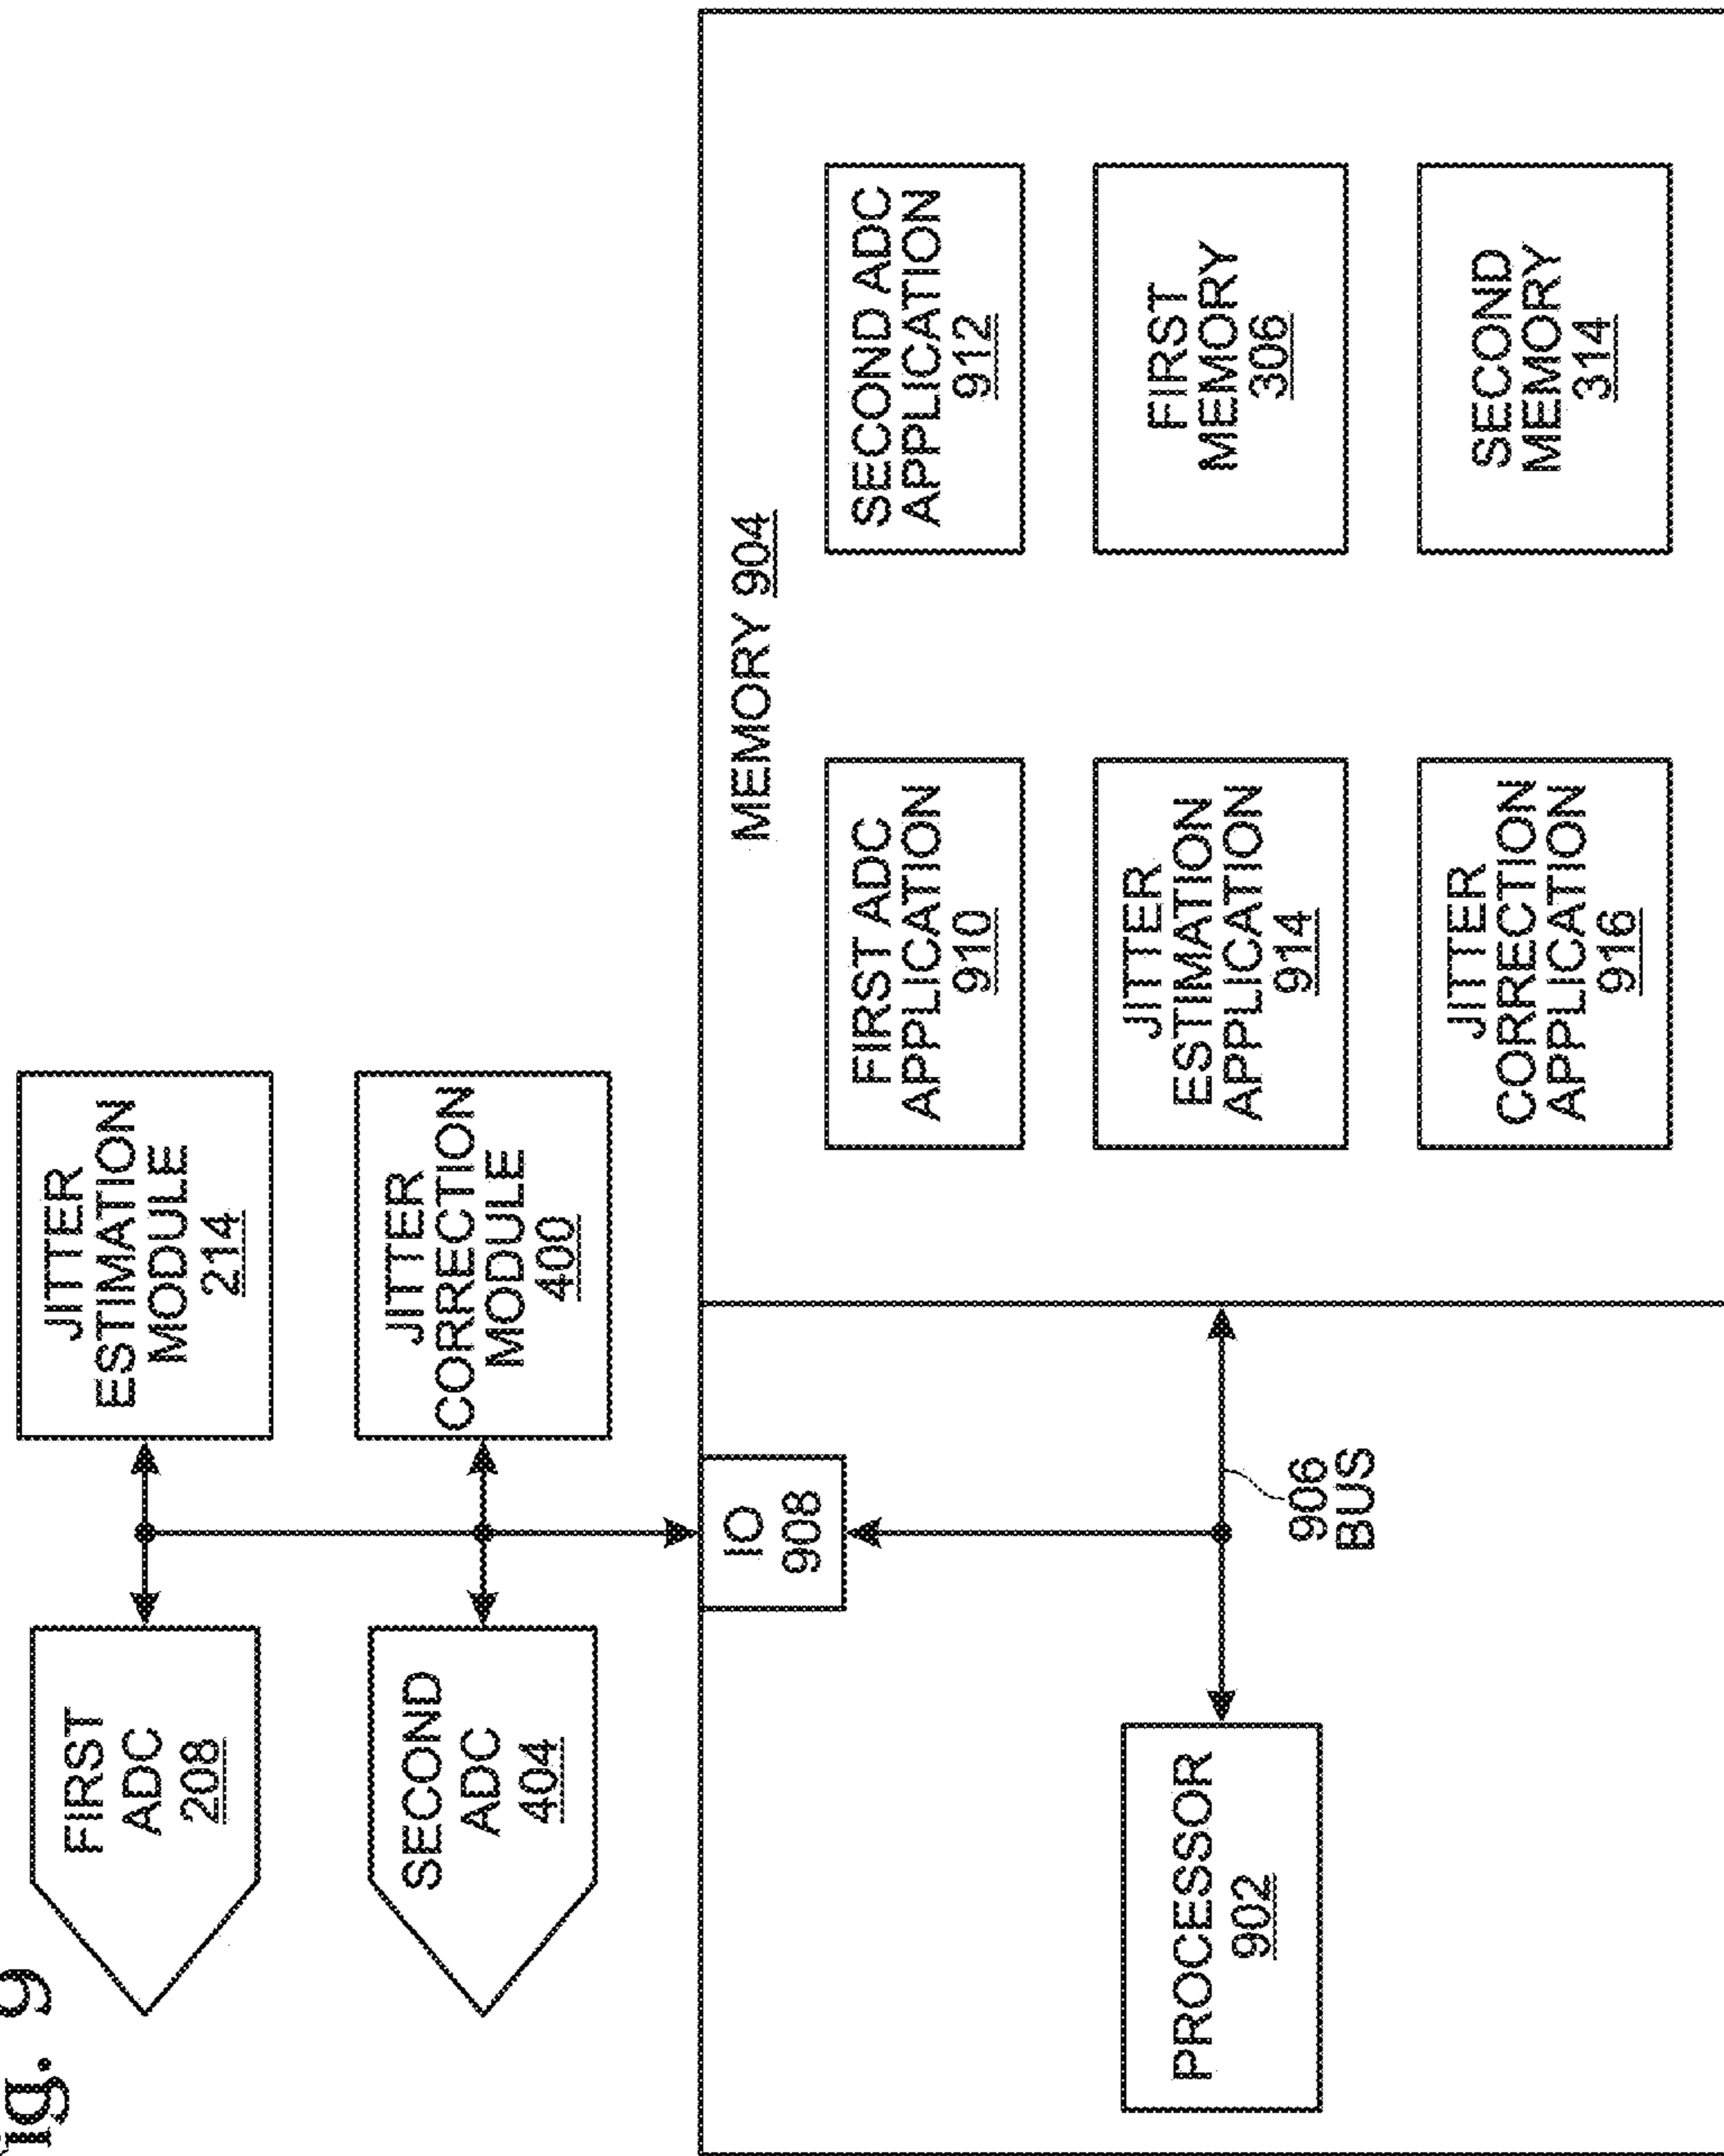 ig. 9
FIRST
ADC
208
JITTER
ESTIMATION
MODULE
214
SECOND
ADC
404
JITTER
CORRECTION
MODULE
400
IO
908
MEMORY 904
FIRST ADC
APPLICATION
910
SECOND ADC
APPLICATION
912
PROCESSOR
902
906
BUS
JITTER
ESTIMATION
APPLICATION
914
FIRST
MEMORY
306
JITTER
CORRECTION
APPLICATION
916
SECOND
MEMORY
314